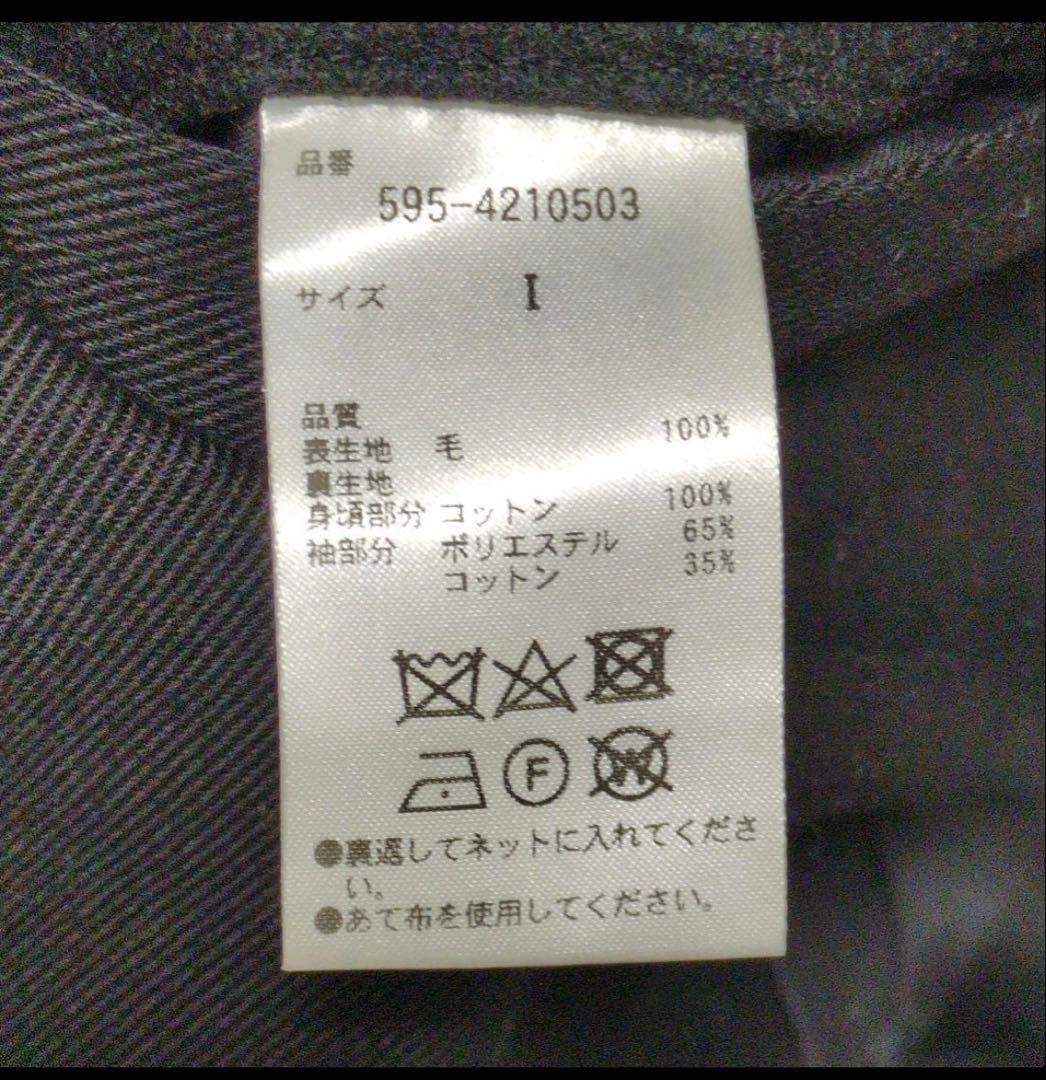 品番
595-4210503
サイズ I
品質
表生地 毛 100%
裏生地
身頃部分 コットン 100%
袖部分 ポリエステル 65%
コットン 35%
F W
●裏返してネットに入れてくださ
い。
●あて布を使用してください。